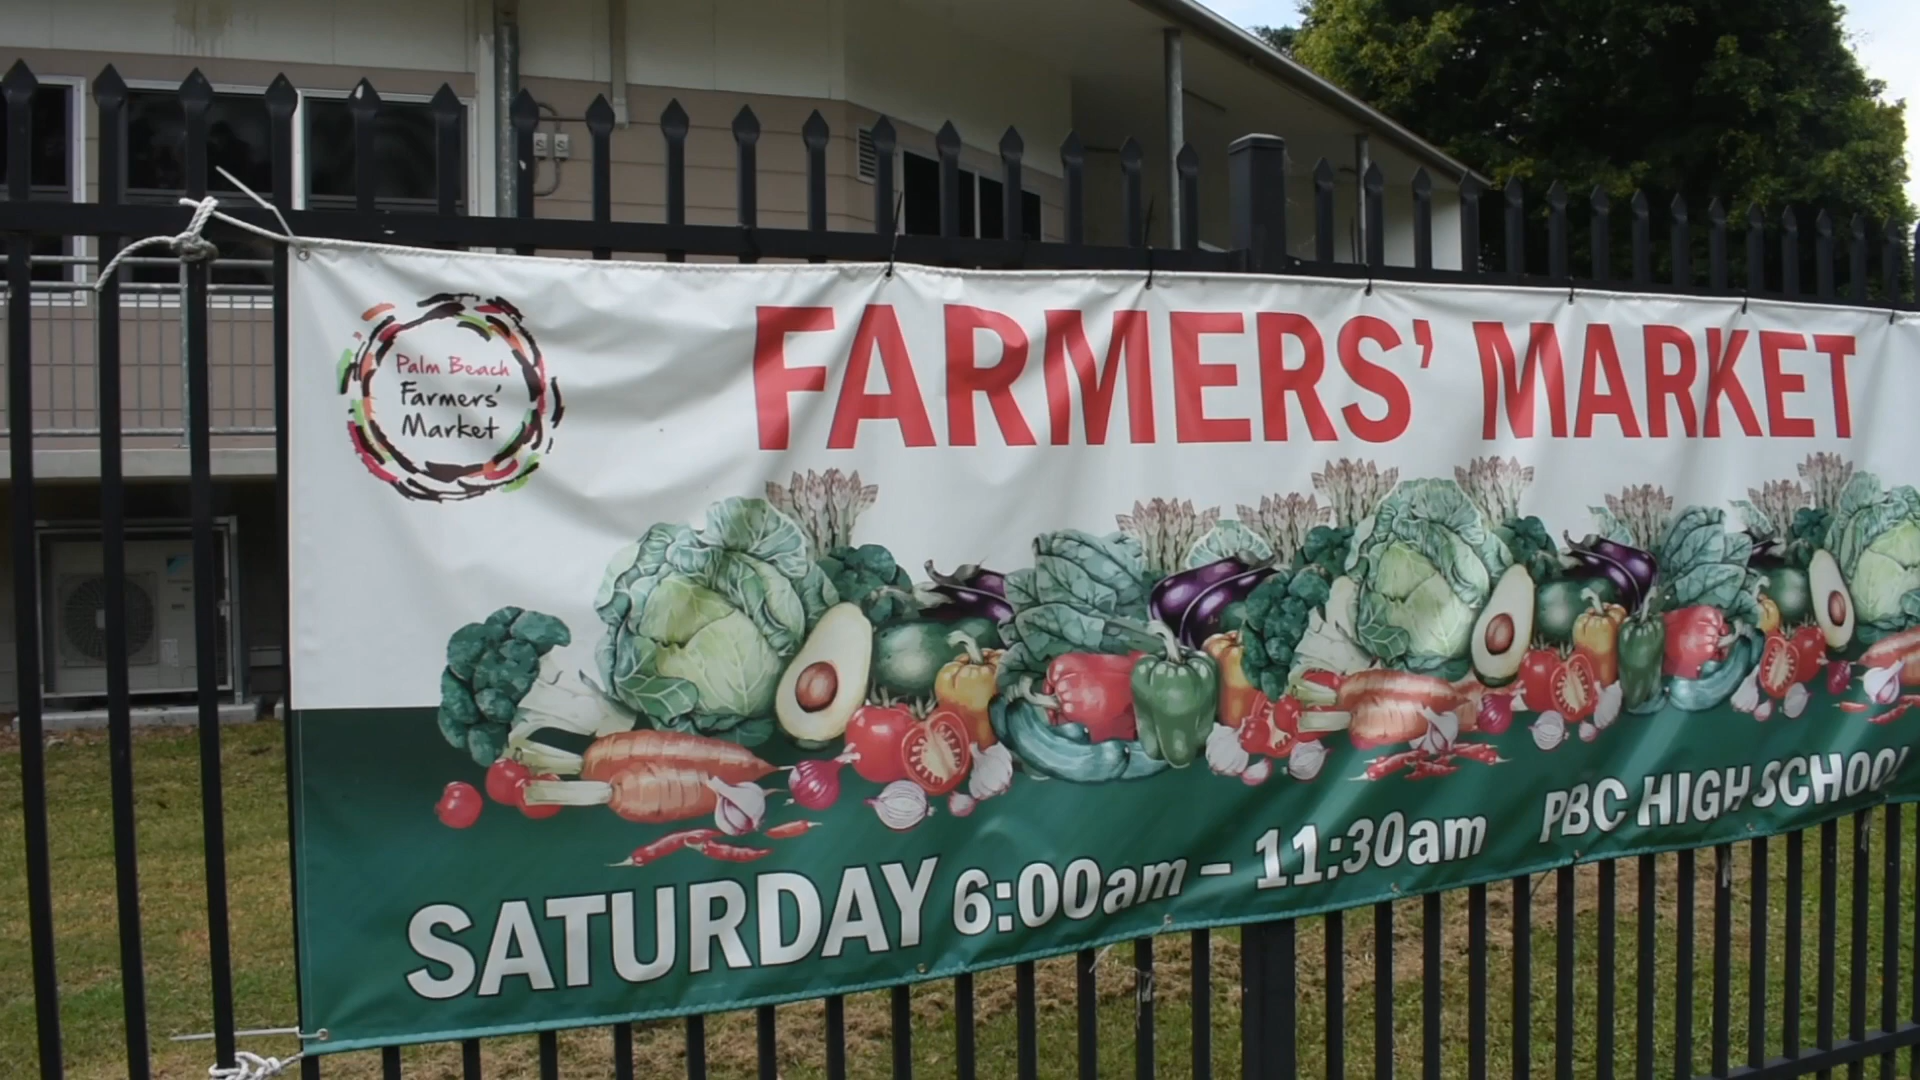 Palm Beach
Farmers'
Market
FARMERS' MARKET
SATURDAY 6:00am – 11:30am PBC HIGH SCHOOL